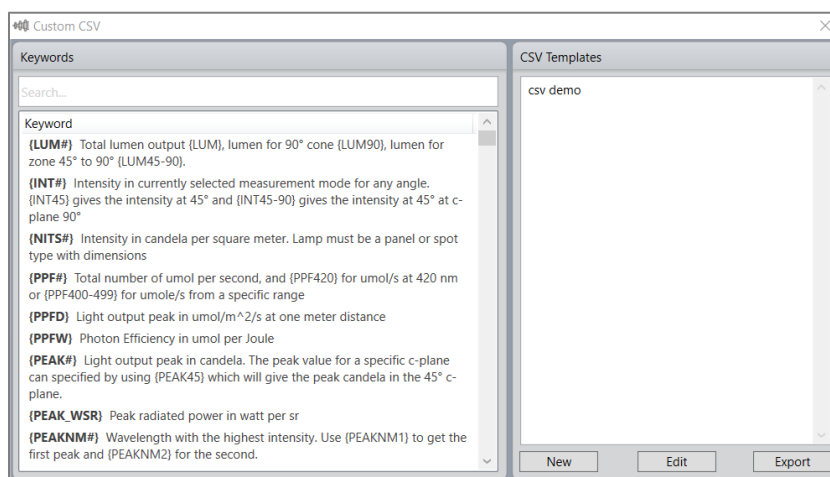 Custom CSV
Keywords
Search...
Keyword
{LUM#} Total lumen output {LUM}, lumen for 90° cone {LUM90}, lumen for
zone 45° to 90° {LUM45-90}.
{INT#} Intensity in currently selected measurement mode for any angle.
{INT45} gives the intensity at 45° and {INT45-90} gives the intensity at 45° at c-
plane 90°
{NITS#} Intensity in candela per square meter. Lamp must be a panel or spot
type with dimensions
{PPF#} Total number of umol per second, and {PPF420} for umol/s at 420 nm
or {PPF400-499} for umole/s from a specific range
{PPFD} Light output peak in umol/m^2/s at one meter distance
{PPFW} Photon Efficiency in umol per Joule
{PEAK#} Light output peak in candela. The peak value for a specific c-plane
can specified by using {PEAK45} which will give the peak candela in the 45° c-
plane.
{PEAK_WSR} Peak radiated power in watt per sr
{PEAKNM#} Wavelength with the highest intensity. Use {PEAKNM1} to get the
first peak and {PEAKNM2} for the second.
CSV Templates
csv demo
New
Edit
Export